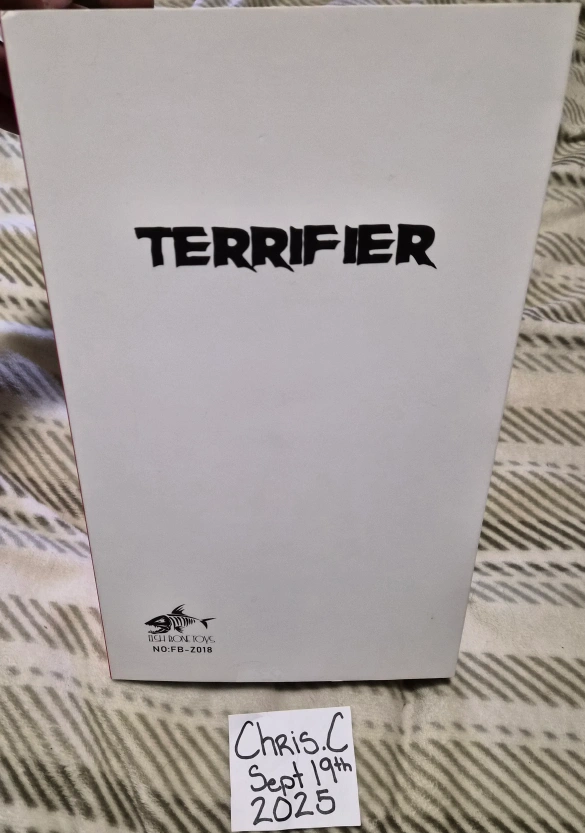 TERRIFIER
FISH BONE TOYS
NO:FB-Z018
Chris.C
Sept 19th
2025